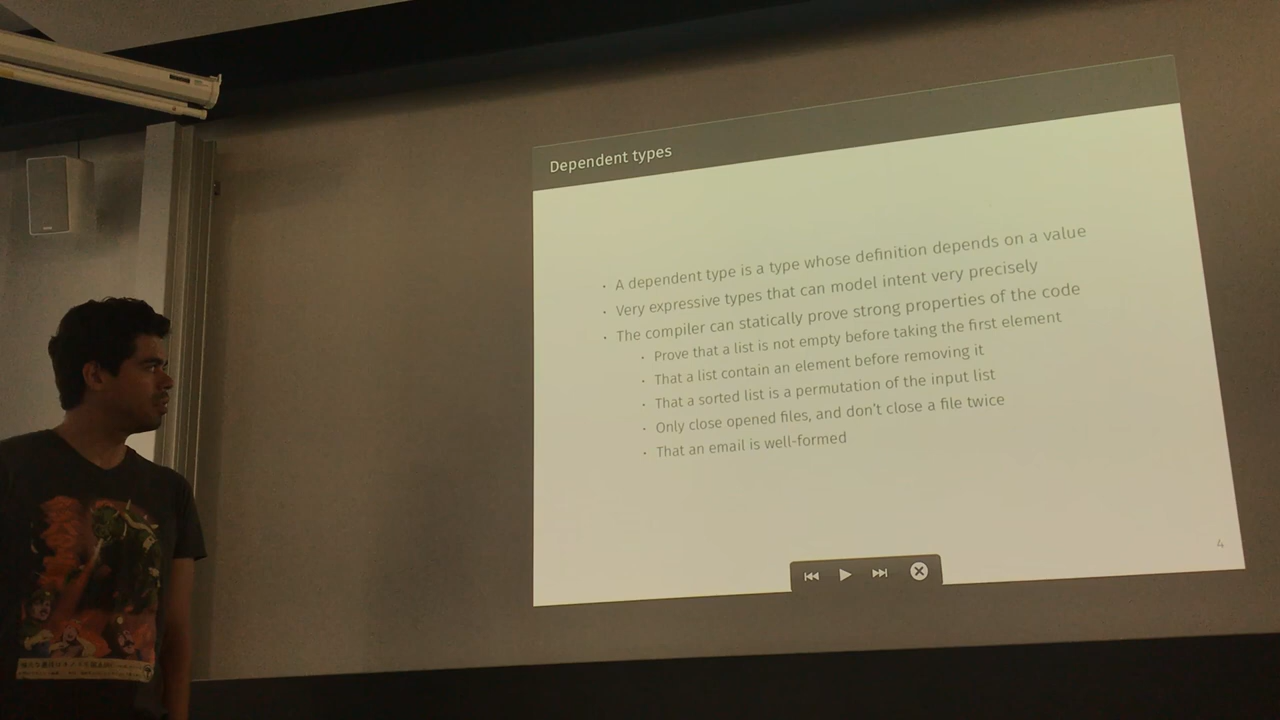 Dependent types
· A dependent type is a type whose definition depends on a value
· Very expressive types that can model intent very precisely
· The compiler can statically prove strong properties of the code
· Prove that a list is not empty before taking the first element
· That a list contain an element before removing it
· That a sorted list is a permutation of the input list
· Only close opened files, and don't close a file twice
· That an email is well-formed
4